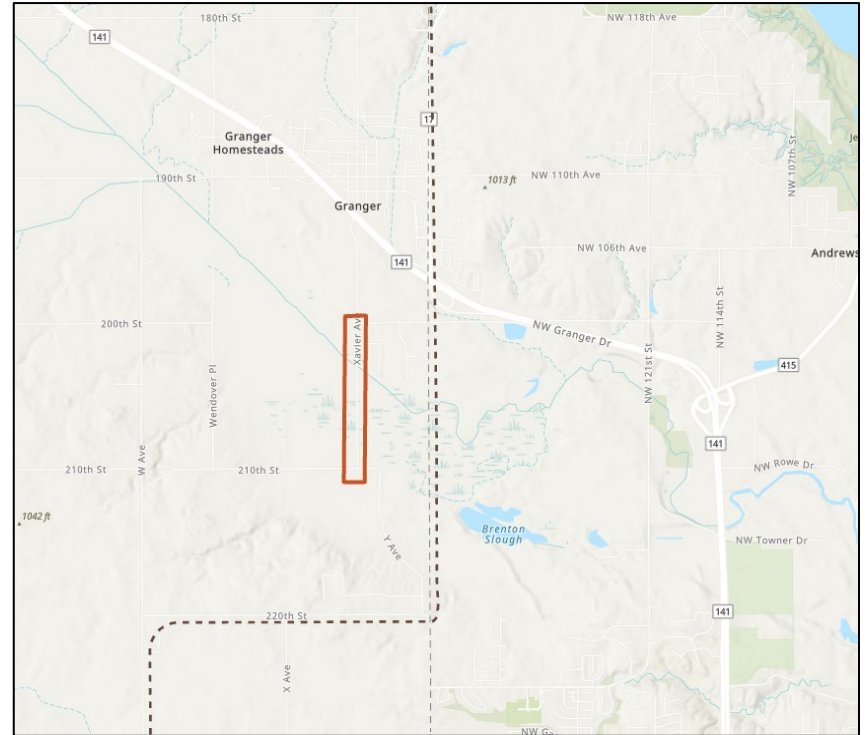 180th St
NW 118th Ave
141
17
Granger
Homesteads
NW 107th St
190th St
1013 ft
NW 110th Ave
Granger
NW 106th Ave
Andrews
141
200th St
Xavier Av
NW Granger Dr
NW 114th St
NW 121st St
415
Wendover Pl
141
W Ave
210th St
210th St
NW Rowe Dr
1042 ft
Brenton
Slough
NW Towner Dr
Y Ave
220th St
141
X Ave